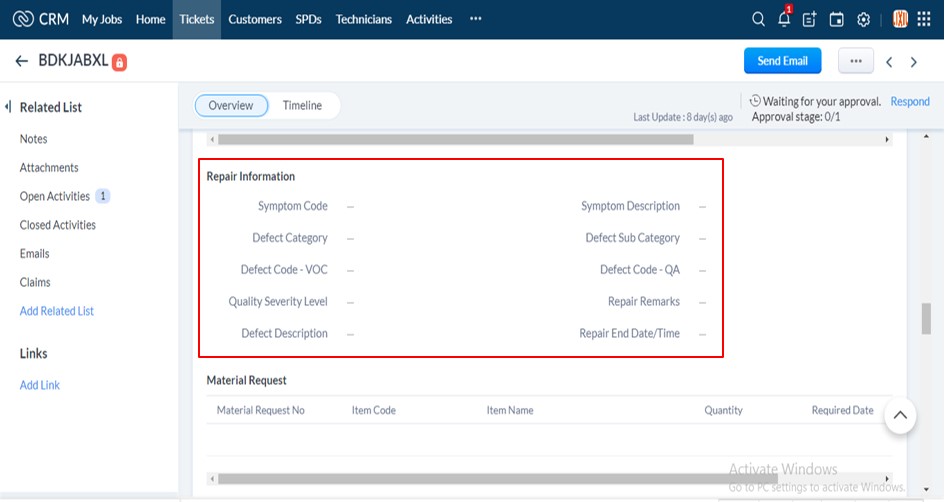 CRM My Jobs Home Tickets Customers SPDs Technicians Activities ••• 1
BDKJABXL Send Email •••
Related List
Notes
Attachments
Open Activities 1
Closed Activities
Emails
Claims
Add Related List
Links
Add Link
Overview Timeline
Last Update : 8 day(s) ago
Waiting for your approval. Respond
Approval stage: 0/1
Repair Information
Symptom Code — Symptom Description —
Defect Category — Defect Sub Category —
Defect Code - VOC — Defect Code - QA —
Quality Severity Level — Repair Remarks —
Defect Description — Repair End Date/Time —
Material Request
Material Request No Item Code Item Name Quantity Required Date
Activate Windows
Go to PC settings to activate Windows.